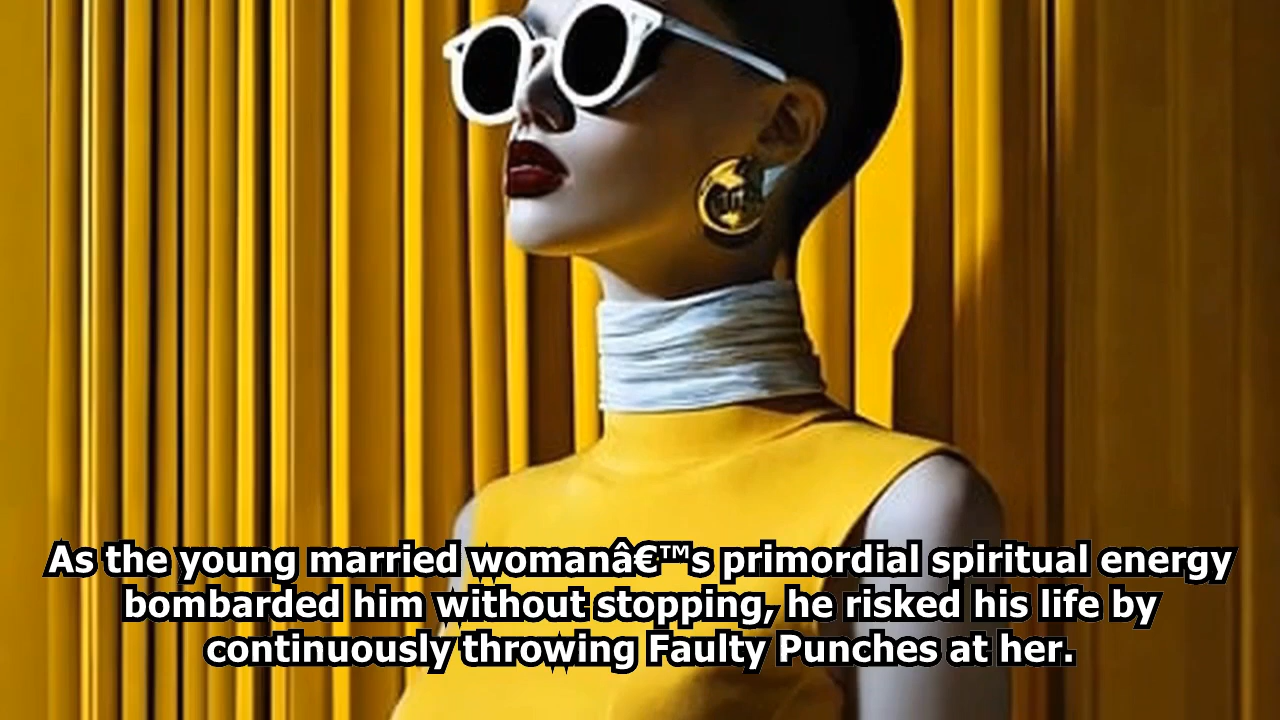 As the young married womanâ€™s primordial spiritual energy
bombarded him without stopping, he risked his life by
continuously throwing Faulty Punches at her.